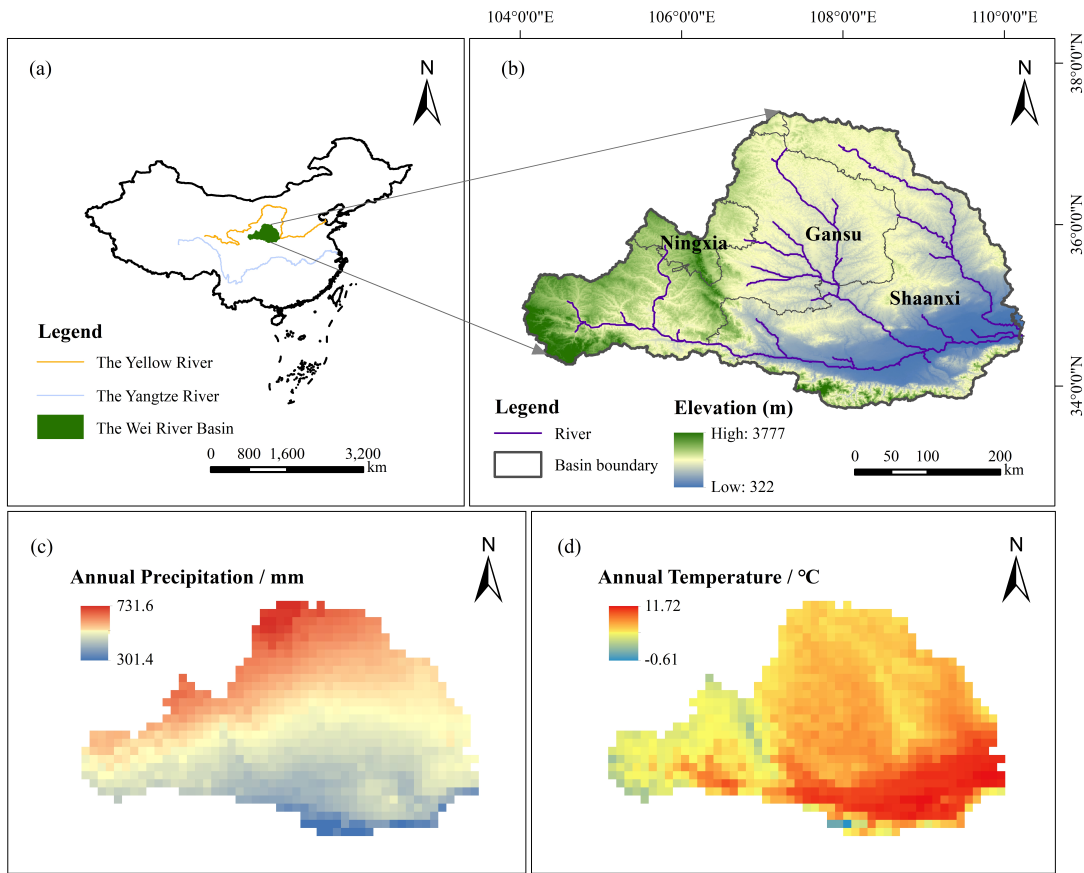 104°0'0"E 106°0'0"E 108°0'0"E 110°0'0"E
(a)
N
Legend
The Yellow River
The Yangtze River
The Wei River Basin
0 800 1,600 3,200
km
(b)
N
38°0'0"N
36°0'0"N
34°0'0"N
Ningxia
Gansu
Shaanxi
Legend
River
Basin boundary
Elevation (m)
High: 3777
Low: 322
0 50 100 200
km
(c)
N
Annual Precipitation / mm
731.6
301.4
(d)
N
Annual Temperature / °C
11.72
-0.61